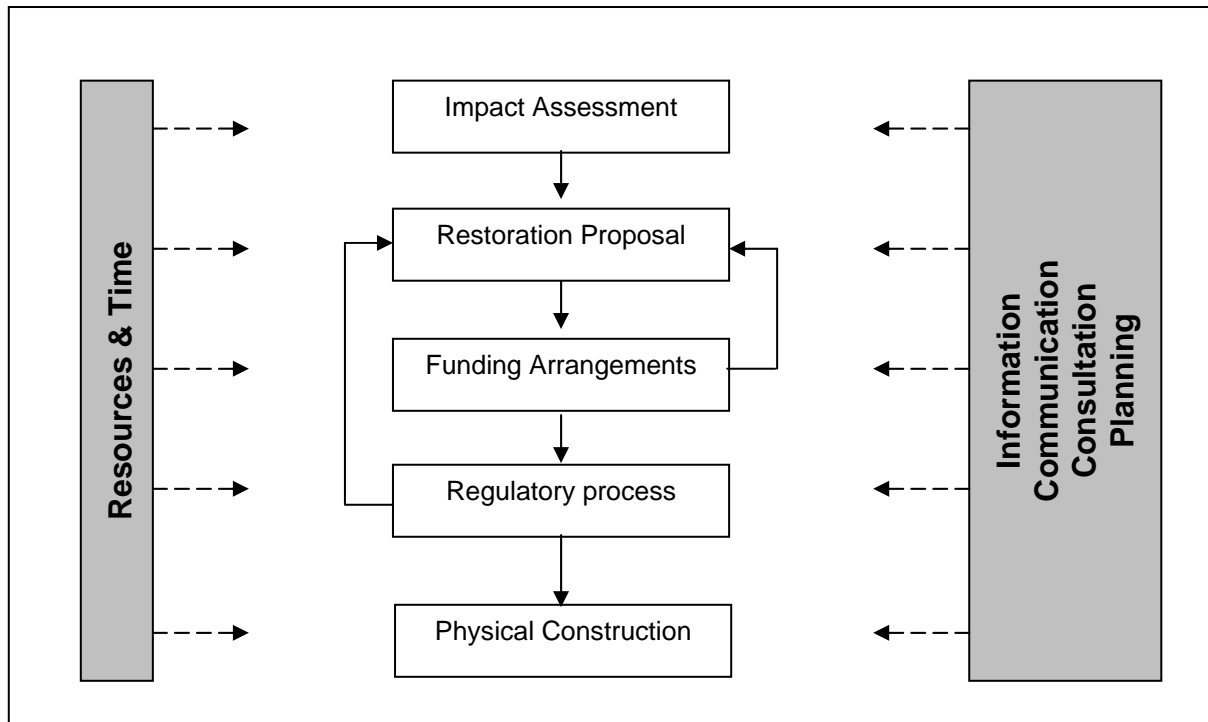 Resources & Time
Impact Assessment
Restoration Proposal
Funding Arrangements
Regulatory process
Physical Construction
Information
Communication
Consultation
Planning